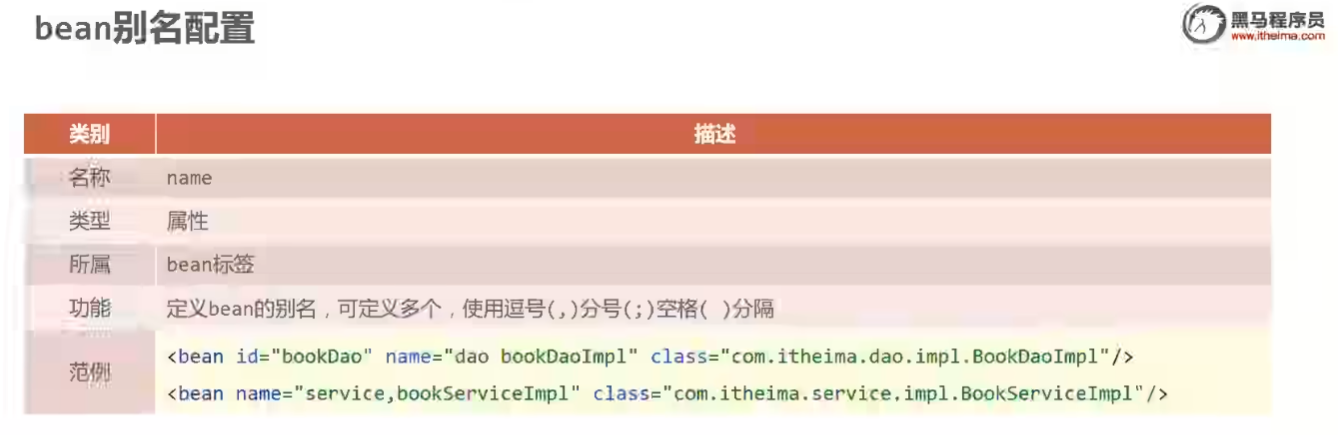 bean别名配置
黑马程序员
www.itheima.com
类别 描述
名称 name
类型 属性
所属 bean标签
功能 定义bean的别名，可定义多个，使用逗号(,)分号(;)空格( )分隔
范例 <bean id="bookDao" name="dao bookDaoImpl" class="com.itheima.dao.impl.BookDaoImpl"/>
<bean name="service,bookServiceImpl" class="com.itheima.service.impl.BookServiceImpl"/>